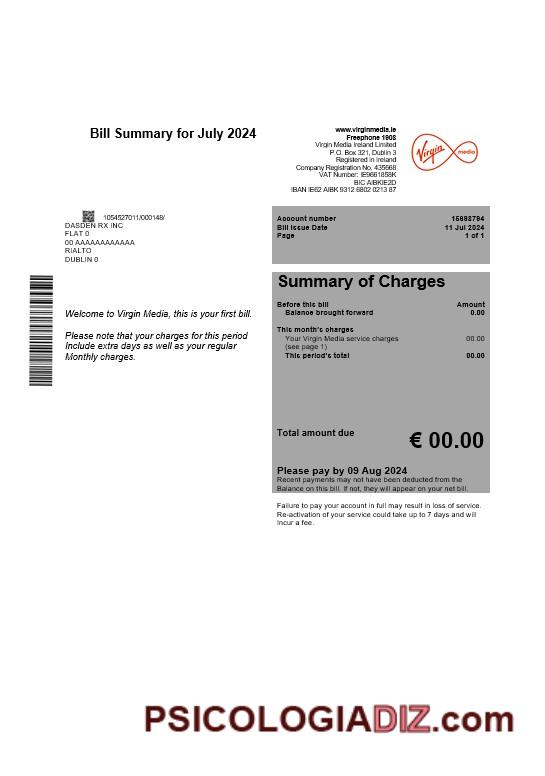 Bill Summary for July 2024
www.virginmedia.ie
Freephone 1908
Virgin Media Ireland Limited
P.O. Box 321, Dublin 3
Registered in Ireland
Company Registration No. 435668
VAT Number: IE9661858K
BIC AIBKIE2D
IBAN IE62 AIBK 9312 6802 0213 87
Virgin media
1054527011/000148/
DASDEN RX INC
FLAT 0
00 AAAAAAAAAAAA
RIALTO
DUBLIN 0
Account number 15893794
Bill Issue Date 11 Jul 2024
Page 1 of 1
Welcome to Virgin Media, this is your first bill.
Please note that your charges for this period
Include extra days as well as your regular
Monthly charges.
Summary of Charges
Before this bill Amount
Balance brought forward 0.00
This month's charges
Your Virgin Media service charges 00.00
(see page 1)
This period's total 00.00
Total amount due € 00.00
Please pay by 09 Aug 2024
Recent payments may not have been deducted from the
Balance on this bill. If not, they will appear on your net bill.
Failure to pay your account in full may result in loss of service.
Re-activation of your service could take up to 7 days and will
Incur a fee.
PSICOLOGIADIZ.com